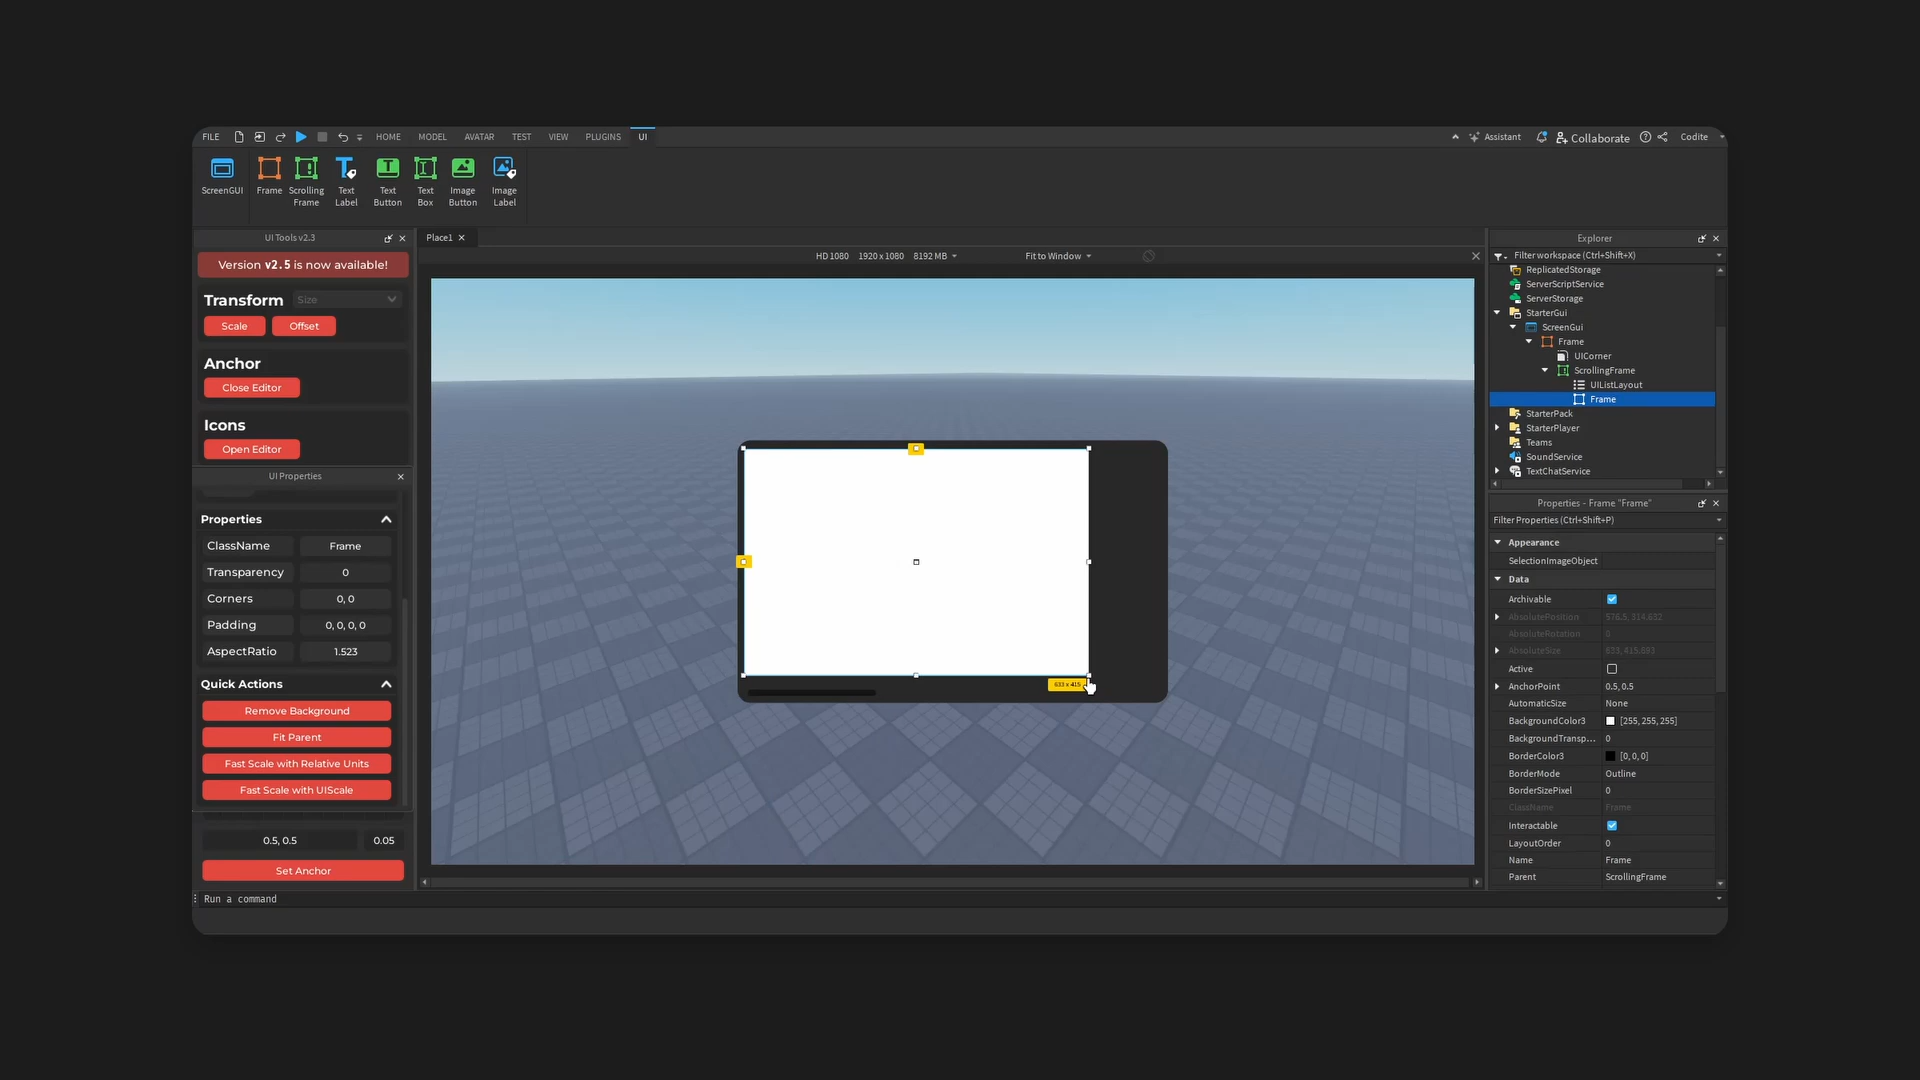 FILE HOME MODEL AVATAR TEST VIEW PLUGINS UI Assistant Collaborate Codite
ScreenGUI Frame Scrolling Frame Text Label Text Button Text Box Image Button Image Label
UI Tools v2.3
Version v2.5 is now available!
Transform Size
Scale Offset
Anchor
Close Editor
Icons
Open Editor
UI Properties
Properties
ClassName Frame
Transparency 0
Corners 0, 0
Padding 0, 0, 0, 0
AspectRatio 1.523
Quick Actions
Remove Background
Fit Parent
Fast Scale with Relative Units
Fast Scale with UIScale
0.5, 0.5 0.05
Set Anchor
Run a command
Place1
HD 1080 1920 x 1080 8192 MB Fit to Window
633 x 415
Explorer
Filter workspace (Ctrl+Shift+X)
ReplicatedStorage
ServerScriptService
ServerStorage
StarterGui
ScreenGui
Frame
UICorner
ScrollingFrame
UIListLayout
Frame
StarterPack
StarterPlayer
Teams
SoundService
TextChatService
Properties - Frame "Frame"
Filter Properties (Ctrl+Shift+P)
Appearance
SelectionImageObject
Data
Archivable
AbsolutePosition
AbsoluteRotation 0
AbsoluteSize
Active
AnchorPoint 0.5, 0.5
AutomaticSize None
BackgroundColor3 [255, 255, 255]
BackgroundTransp... 0
BorderColor3 [0, 0, 0]
BorderMode Outline
BorderSizePixel 0
ClassName Frame
Interactable
LayoutOrder 0
Name Frame
Parent ScrollingFrame